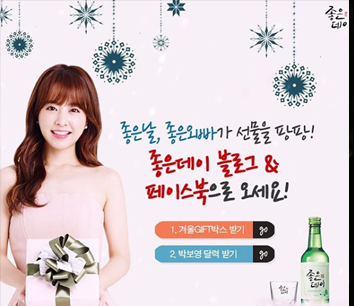 좋은데이
좋은날, 좋은오빠가 선물을 팡팡!
좋은데이 블로그 &
페이스북으로 오세요!
1. 겨울GIFT박스 받기 go
2. 박보영 달력 받기 go
좋은데이